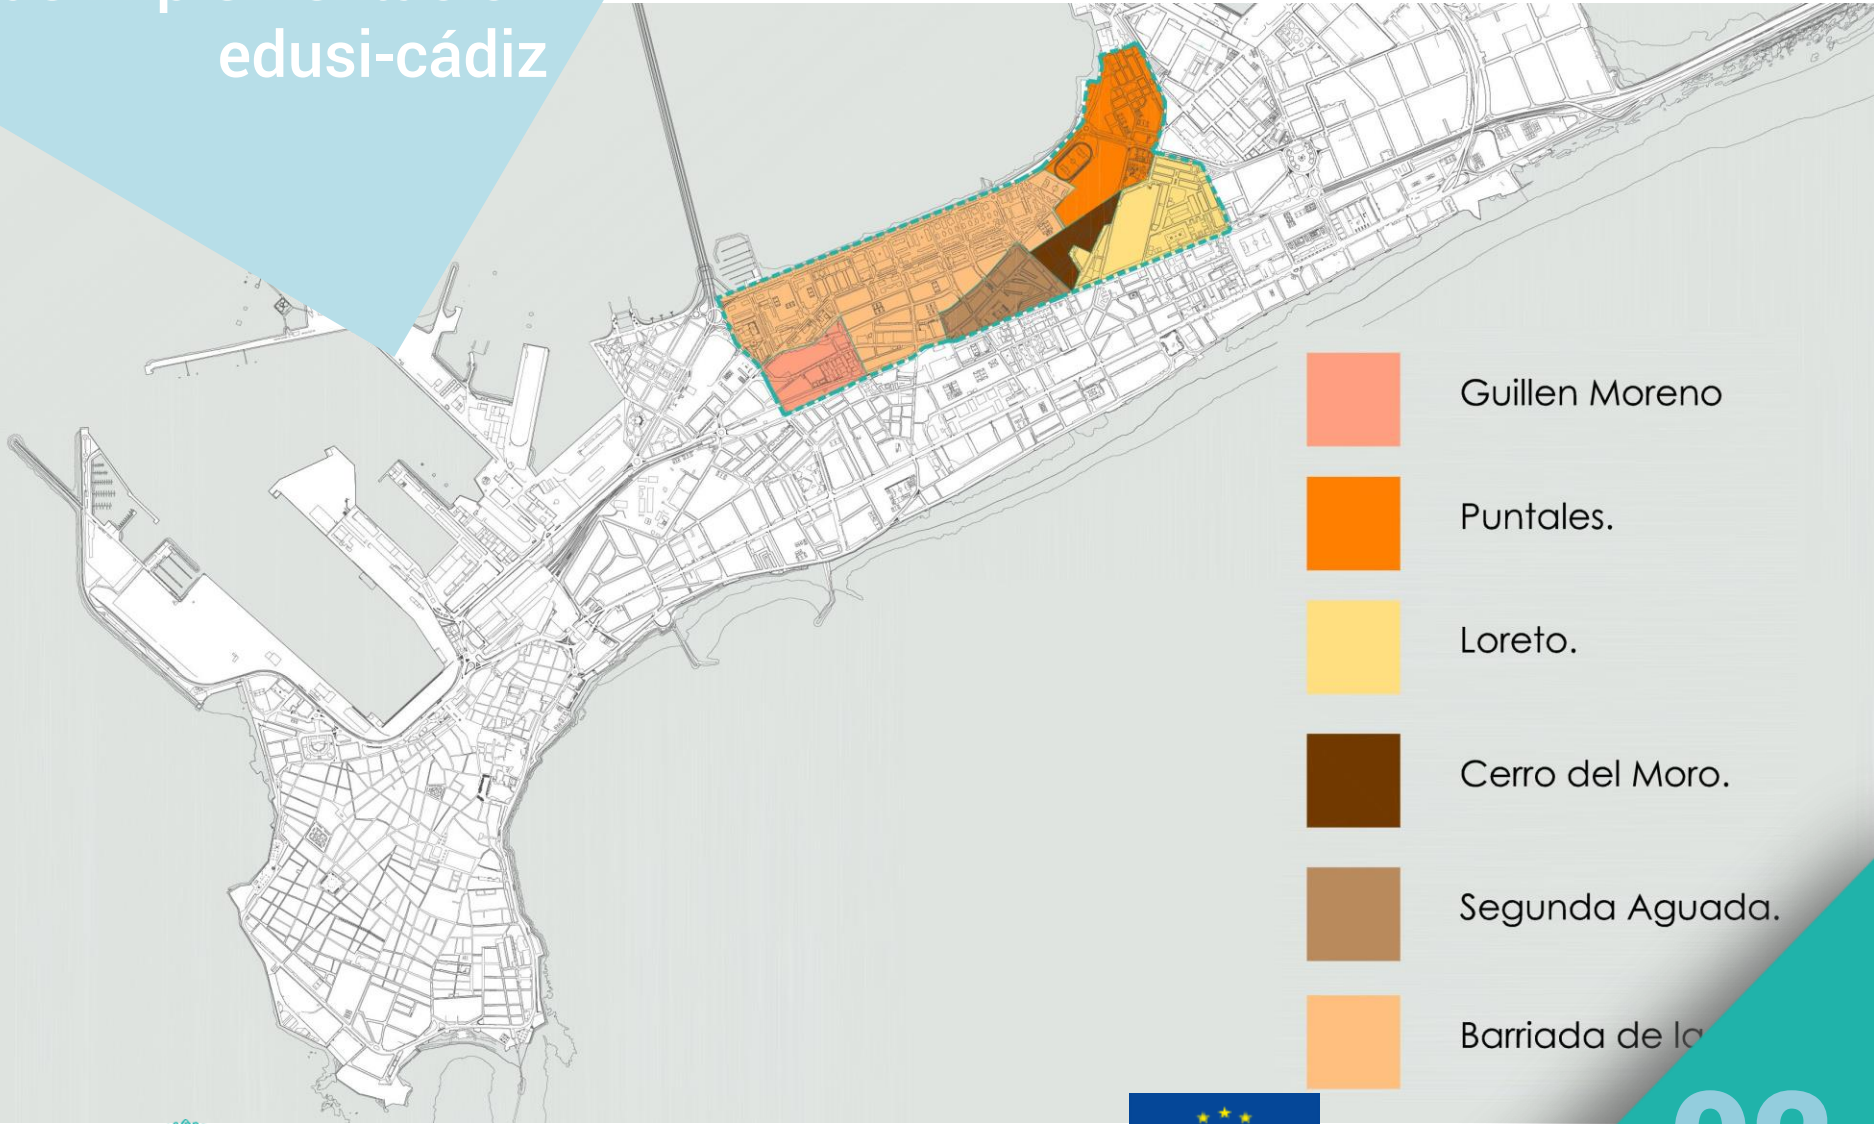 edusi-cádiz
Guillen Moreno
Puntales.
Loreto.
Cerro del Moro.
Segunda Aguada.
Barriada de la